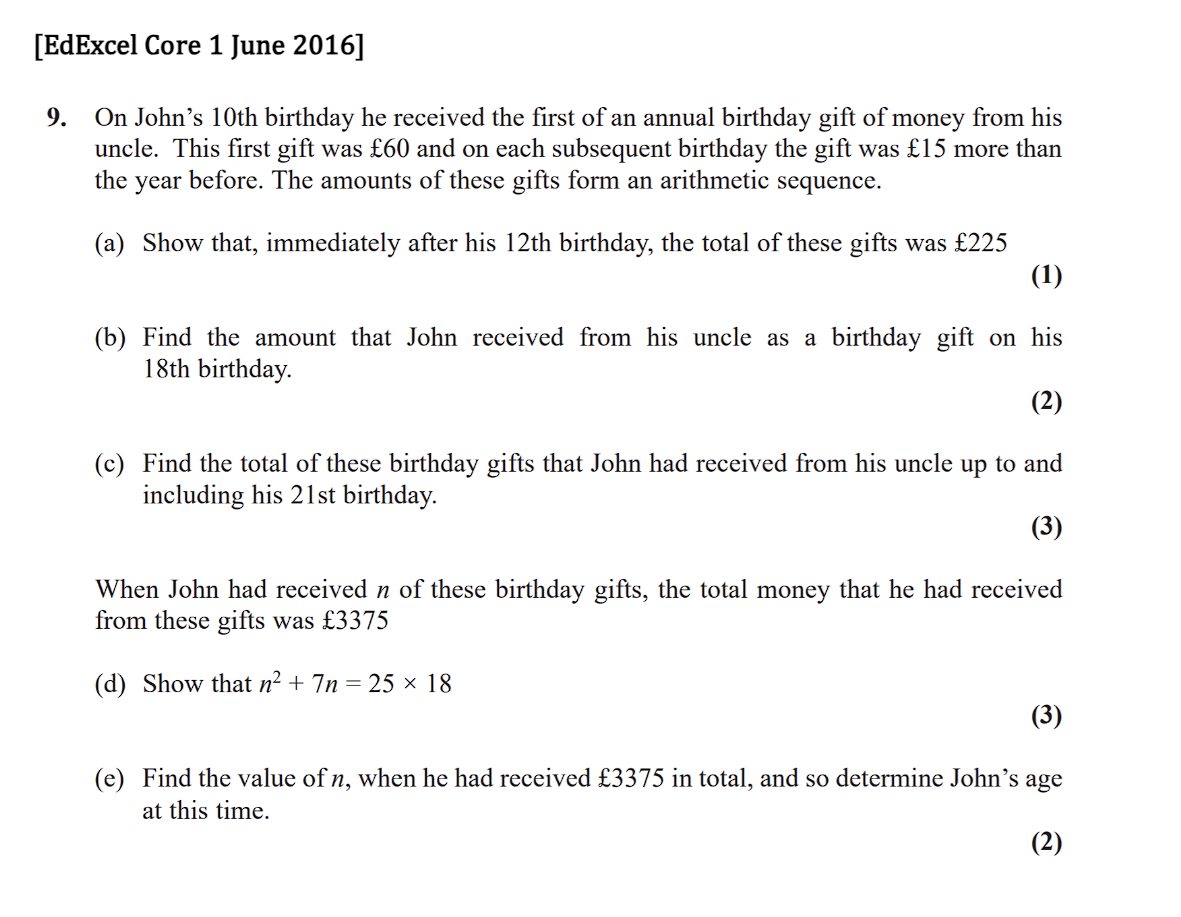 [EdExcel Core 1 June 2016]
9. On John’s 10th birthday he received the first of an annual birthday gift of money from his
uncle. This first gift was £60 and on each subsequent birthday the gift was £15 more than
the year before. The amounts of these gifts form an arithmetic sequence.
(a) Show that, immediately after his 12th birthday, the total of these gifts was £225
(1)
(b) Find the amount that John received from his uncle as a birthday gift on his
18th birthday.
(2)
(c) Find the total of these birthday gifts that John had received from his uncle up to and
including his 21st birthday.
(3)
When John had received n of these birthday gifts, the total money that he had received
from these gifts was £3375
(d) Show that n² + 7n = 25 × 18
(3)
(e) Find the value of n, when he had received £3375 in total, and so determine John’s age
at this time.
(2)